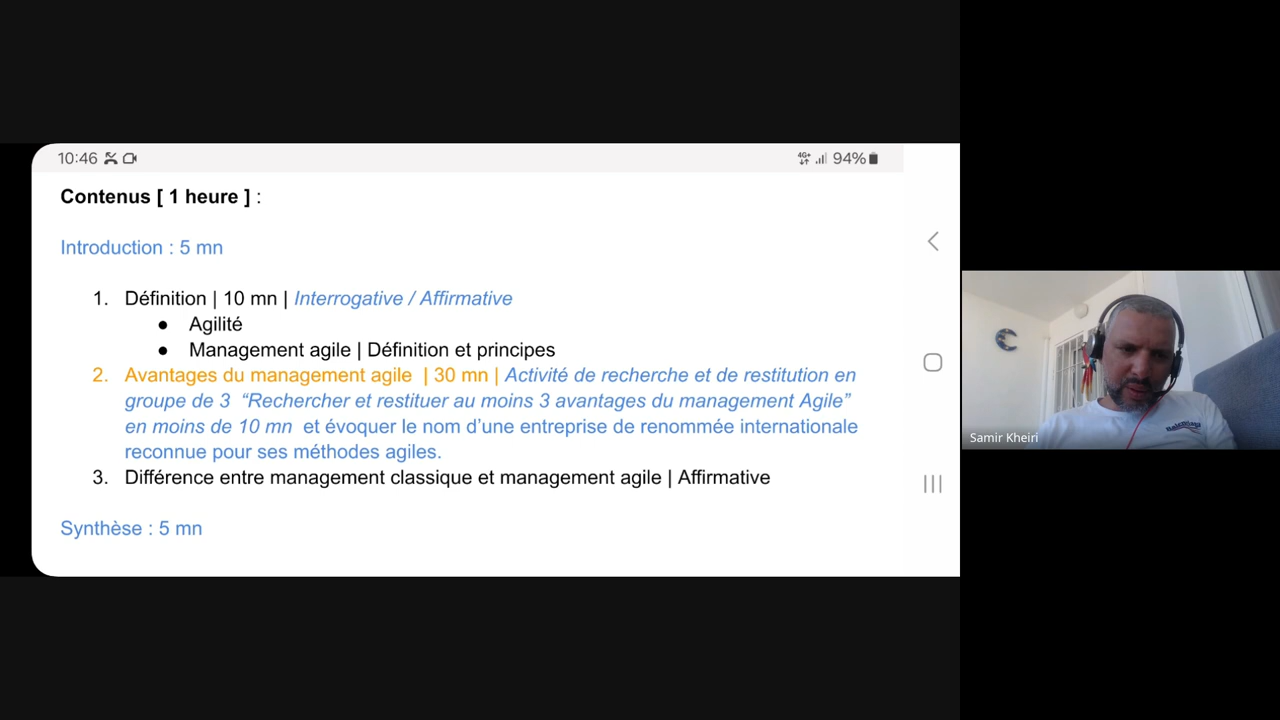 10:46
4G+ 94%
Contenus [ 1 heure ] :
Introduction : 5 mn
1. Définition | 10 mn | Interrogative / Affirmative
● Agilité
● Management agile | Définition et principes
2. Avantages du management agile | 30 mn | Activité de recherche et de restitution en
groupe de 3 “Rechercher et restituer au moins 3 avantages du management Agile”
en moins de 10 mn et évoquer le nom d’une entreprise de renommée internationale
reconnue pour ses méthodes agiles.
3. Différence entre management classique et management agile | Affirmative
Synthèse : 5 mn
Samir Kheiri